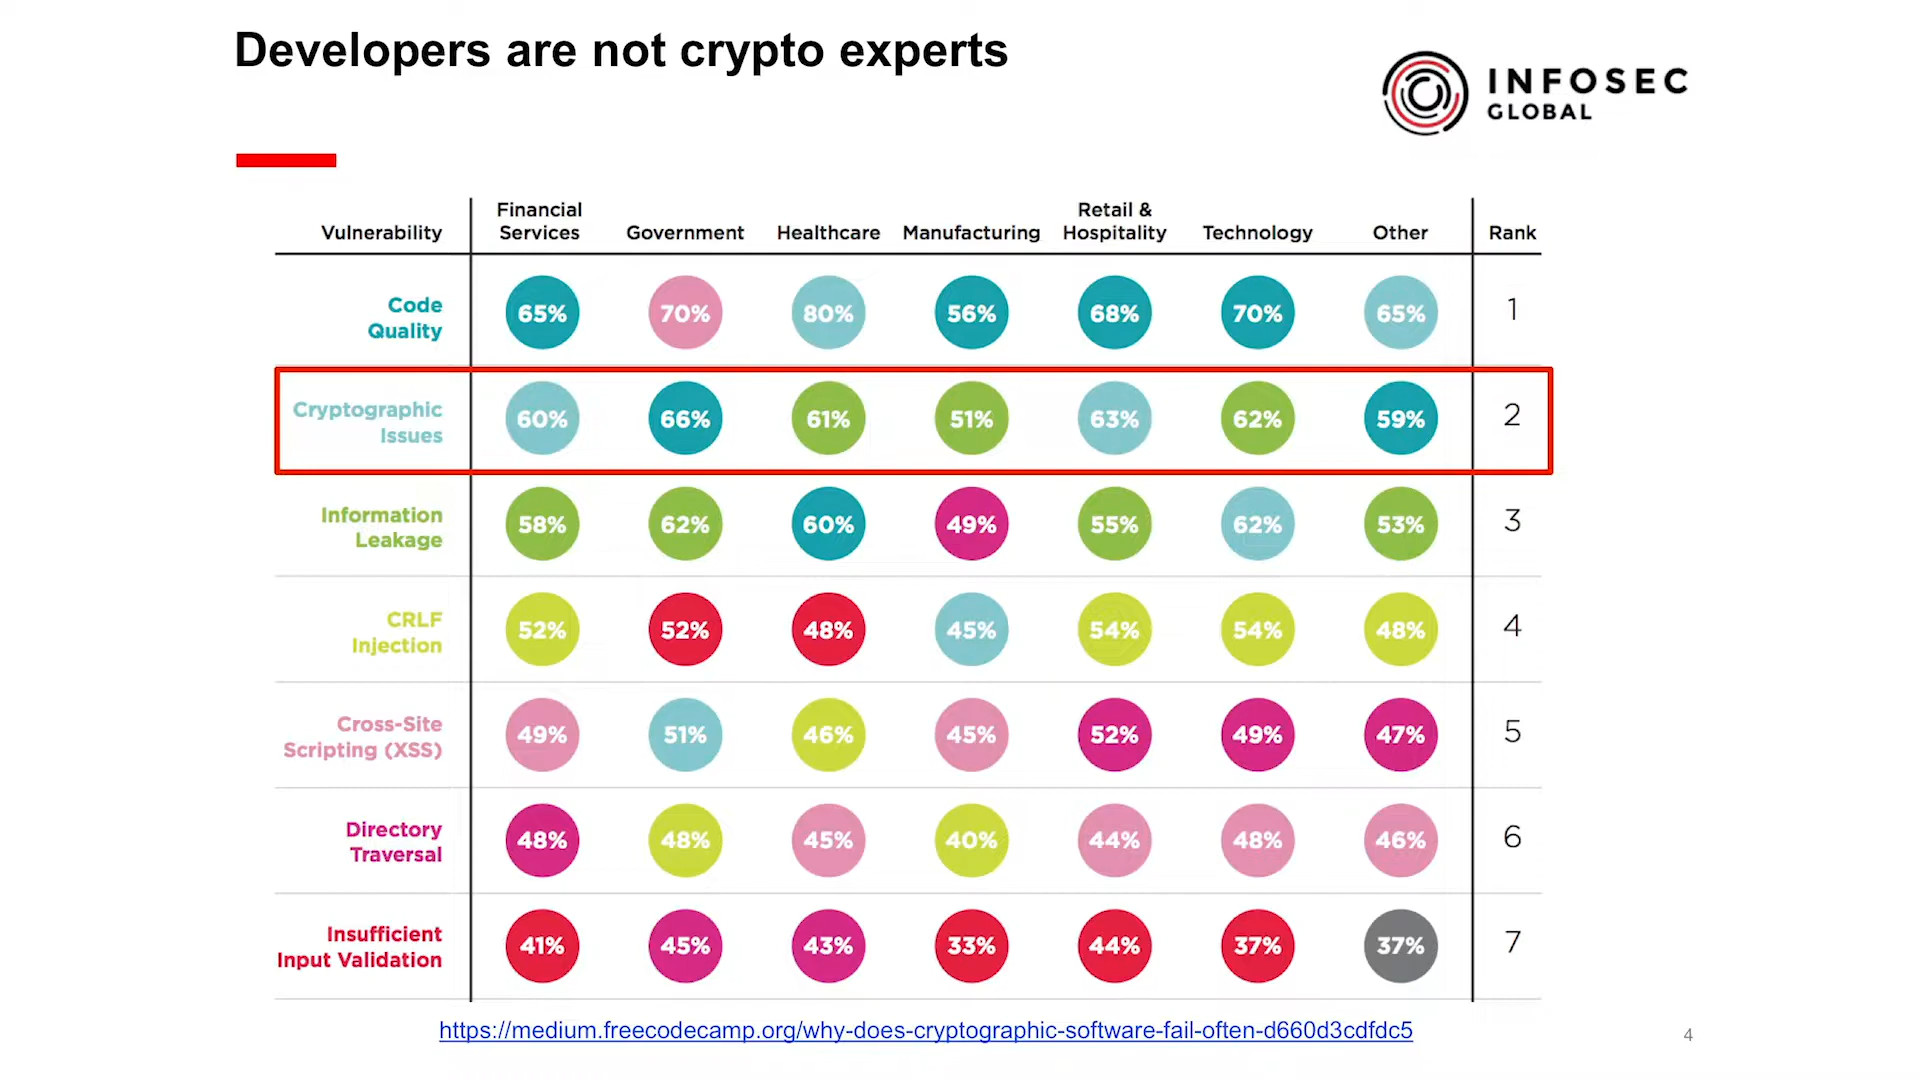 Developers are not crypto experts
INFOSEC
GLOBAL
Vulnerability
Financial
Services
Government
Healthcare
Manufacturing
Retail &
Hospitality
Technology
Other
Rank
Code
Quality
65% 70% 80% 56% 68% 70% 65% 1
Cryptographic
Issues
60% 66% 61% 51% 63% 62% 59% 2
Information
Leakage
58% 62% 60% 49% 55% 62% 53% 3
CRLF
Injection
52% 52% 48% 45% 54% 54% 48% 4
Cross-Site
Scripting (XSS)
49% 51% 46% 45% 52% 49% 47% 5
Directory
Traversal
48% 48% 45% 40% 44% 48% 46% 6
Insufficient
Input Validation
41% 45% 43% 33% 44% 37% 37% 7
https://medium.freecodecamp.org/why-does-cryptographic-software-fail-often-d660d3cdfdc5
4